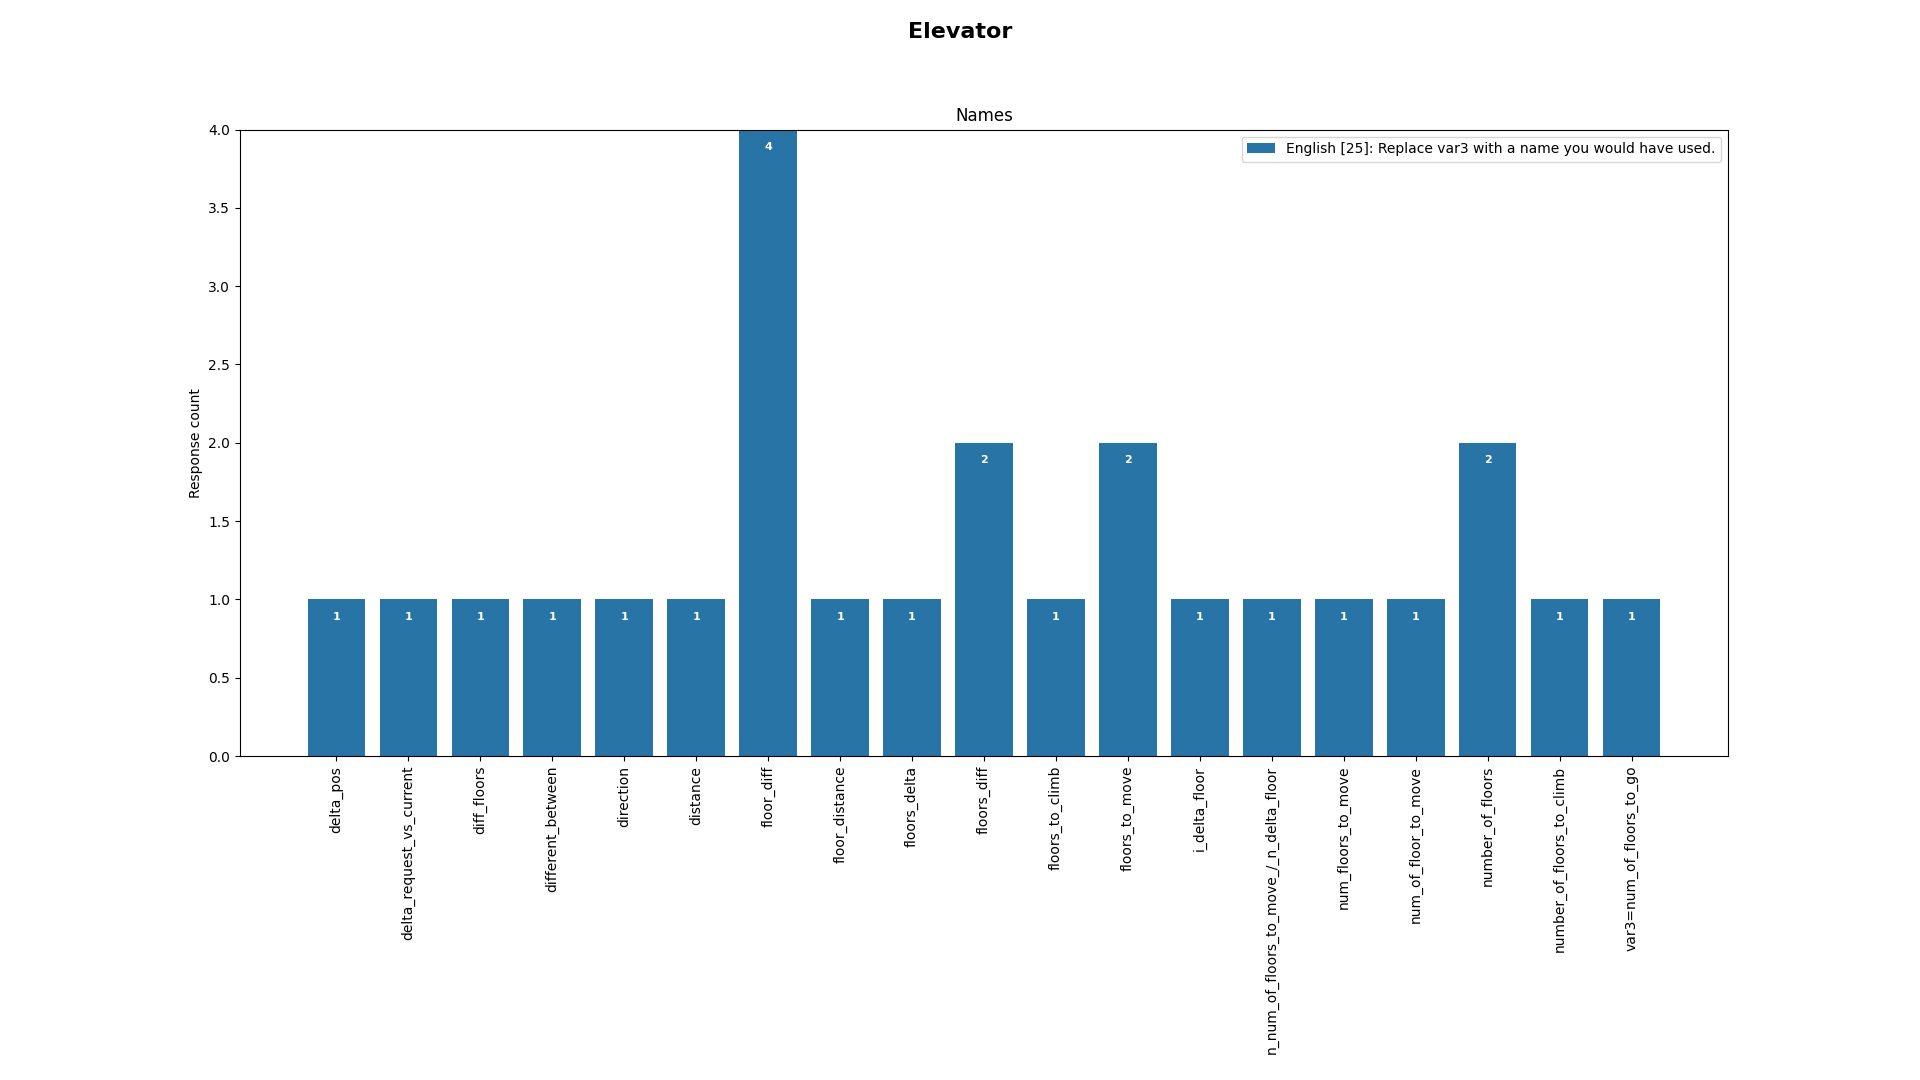 Elevator
Names
English [25]: Replace var3 with a name you would have used.
Response count
4.0
3.5
3.0
2.5
2.0
1.5
1.0
0.5
0.0
1
1
1
1
1
1
4
1
1
2
1
2
1
1
1
1
2
1
1
delta_pos
delta_request_vs_current
diff_floors
different_between
direction
distance
floor_diff
floor_distance
floors_delta
floors_diff
floors_to_climb
floors_to_move
i_delta_floor
n_num_of_floors_to_move_/_n_delta_floor
num_floors_to_move
num_of_floor_to_move
number_of_floors
number_of_floors_to_climb
var3=num_of_floors_to_go